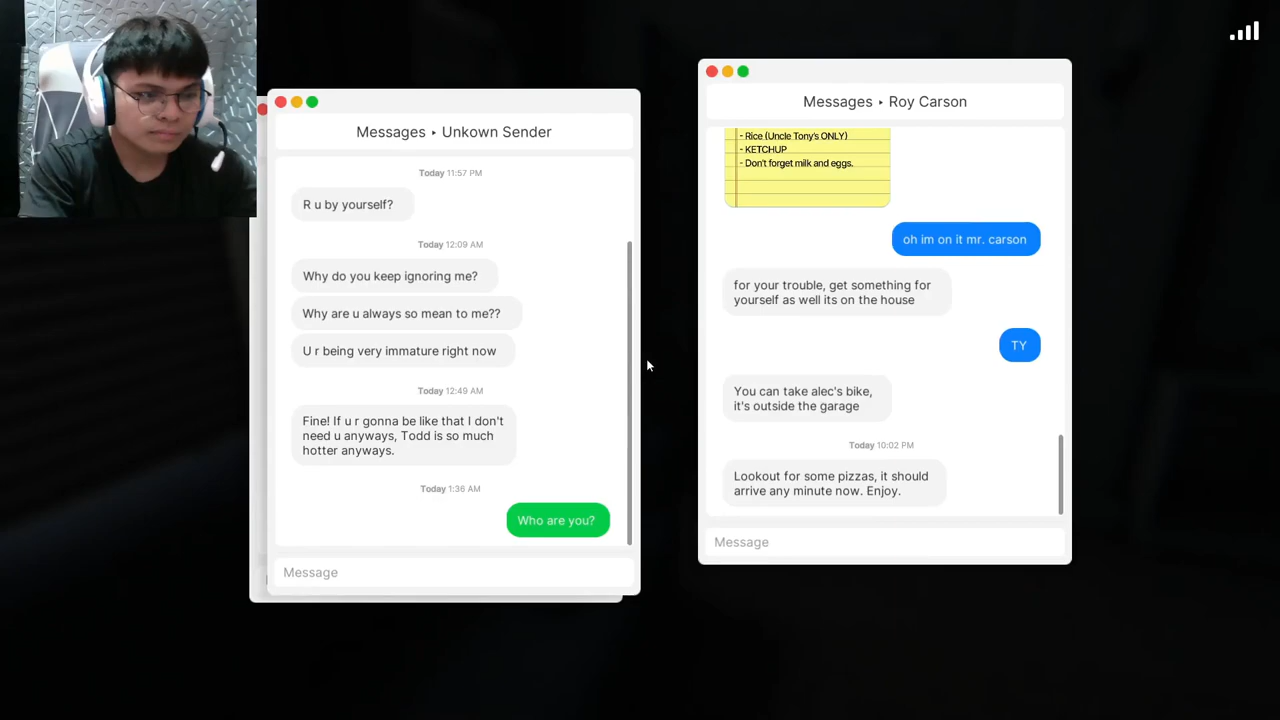 Messages ▸ Unkown Sender
Today 11:57 PM
R u by yourself?
Today 12:09 AM
Why do you keep ignoring me?
Why are u always so mean to me??
U r being very immature right now
Today 12:49 AM
Fine! If u r gonna be like that I don't
need u anyways, Todd is so much
hotter anyways.
Today 1:36 AM
Who are you?
Message
Messages ▸ Roy Carson
- Rice (Uncle Tony's ONLY)
- KETCHUP
- Don't forget milk and eggs.
oh im on it mr. carson
for your trouble, get something for
yourself as well its on the house
TY
You can take alec's bike,
it's outside the garage
Today 10:02 PM
Lookout for some pizzas, it should
arrive any minute now. Enjoy.
Message